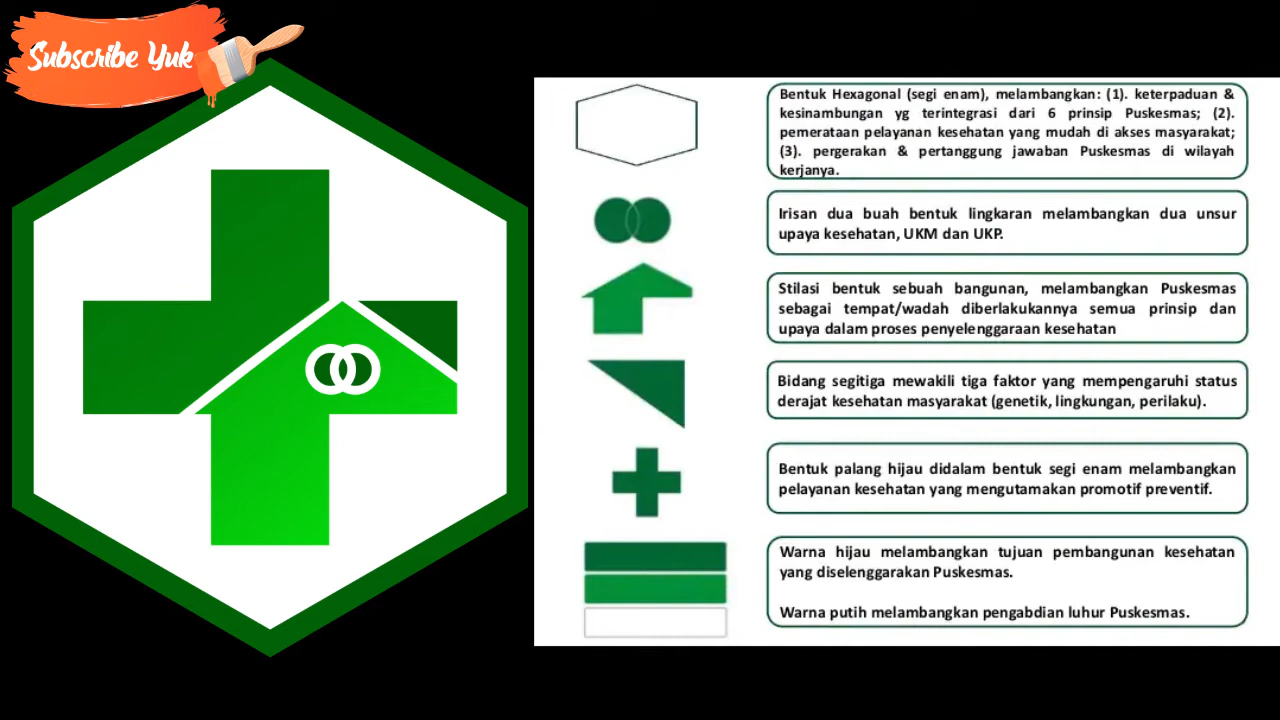 Subscribe Yuk
Bentuk Hexagonal (segi enam), melambangkan: (1). keterpaduan &
kesinambungan yg terintegrasi dari 6 prinsip Puskesmas; (2).
pemerataan pelayanan kesehatan yang mudah di akses masyarakat;
(3). pergerakan & pertanggung jawaban Puskesmas di wilayah
kerjanya.
Irisan dua buah bentuk lingkaran melambangkan dua unsur
upaya kesehatan, UKM dan UKP.
Stilasi bentuk sebuah bangunan, melambangkan Puskesmas
sebagai tempat/wadah diberlakukannya semua prinsip dan
upaya dalam proses penyelenggaraan kesehatan
Bidang segitiga mewakili tiga faktor yang mempengaruhi status
derajat kesehatan masyarakat (genetik, lingkungan, perilaku).
Bentuk palang hijau didalam bentuk segi enam melambangkan
pelayanan kesehatan yang mengutamakan promotif preventif.
Warna hijau melambangkan tujuan pembangunan kesehatan
yang diselenggarakan Puskesmas.
Warna putih melambangkan pengabdian luhur Puskesmas.